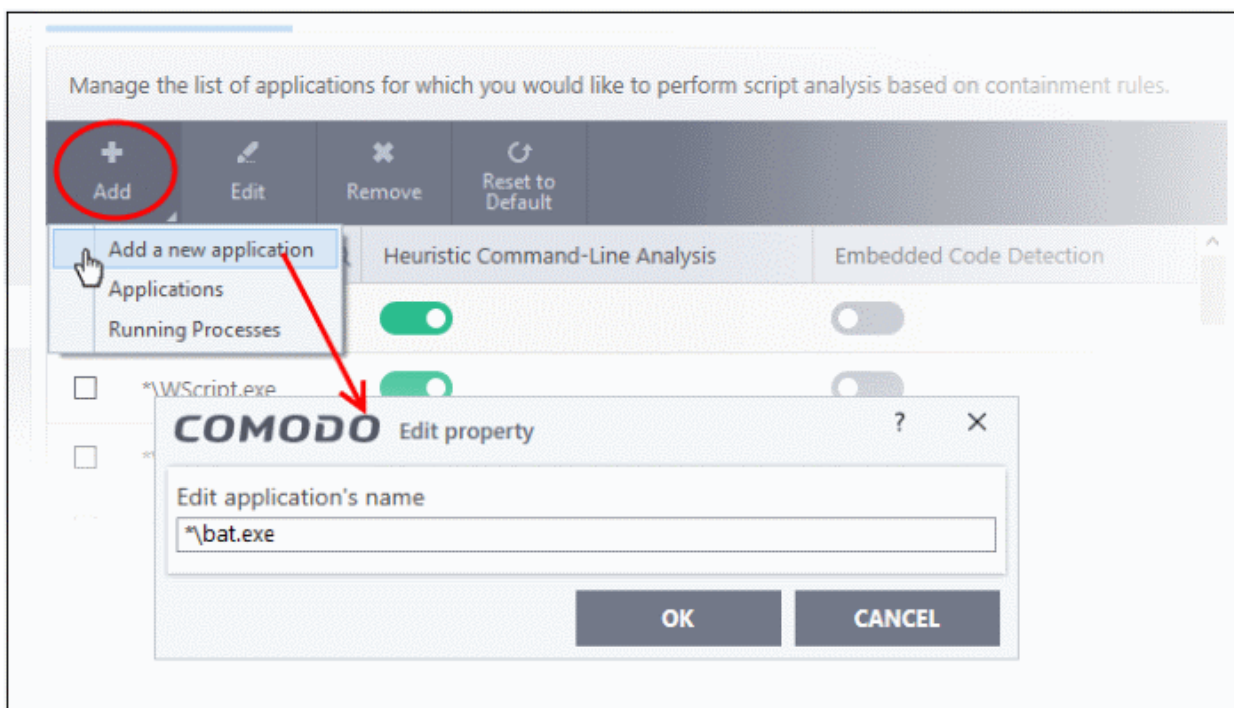 Manage the list of applications for which you would like to perform script analysis based on containment rules.
Add
Edit
Remove
Reset to
Default
Add a new application
Applications
Running Processes
Heuristic Command-Line Analysis
Embedded Code Detection
*\WScript.exe
COMODO Edit property
?
Edit application's name
*\bat.exe
OK
CANCEL